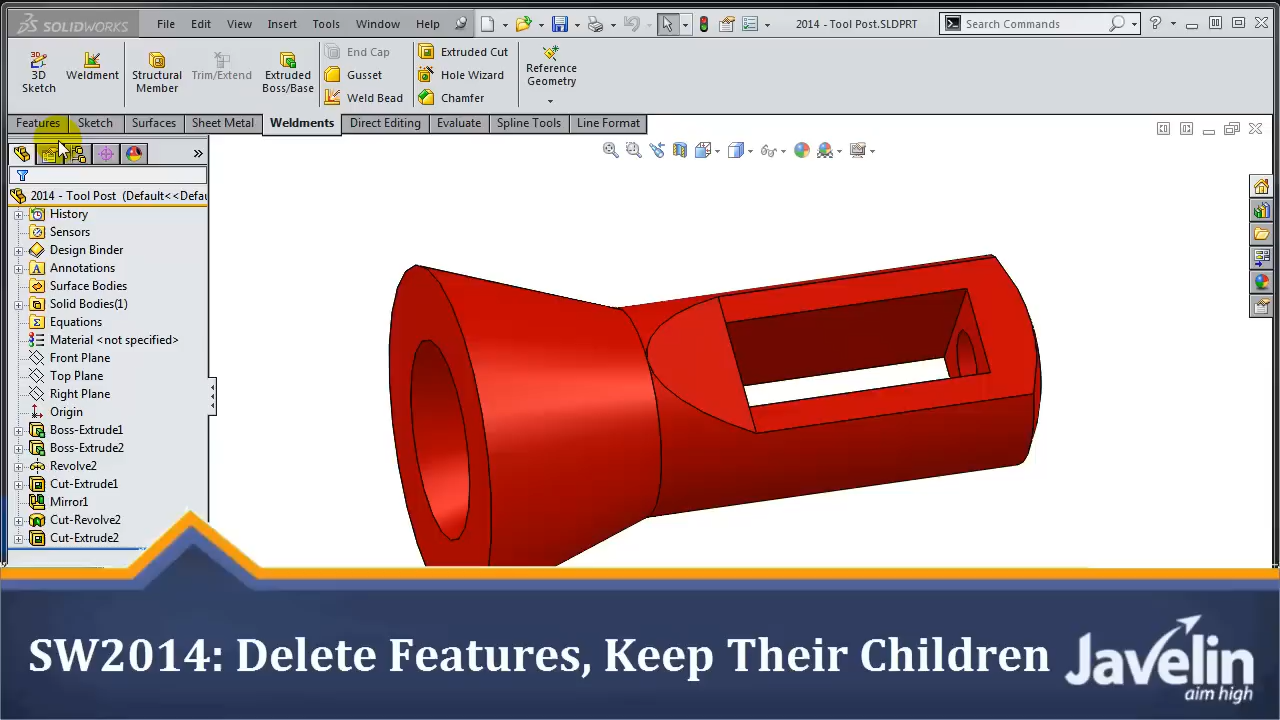 SOLIDWORKS File Edit View Insert Tools Window Help 2014 - Tool Post.SLDPRT Search Commands ?
3D Sketch
Weldment
Structural Member
Trim/Extend
Extruded Boss/Base
End Cap
Gusset
Weld Bead
Extruded Cut
Hole Wizard
Chamfer
Reference Geometry
Features Sketch Surfaces Sheet Metal Weldments Direct Editing Evaluate Spline Tools Line Format
»
2014 - Tool Post (Default<<Defau
History
Sensors
Design Binder
Annotations
Surface Bodies
Solid Bodies(1)
Equations
Material <not specified>
Front Plane
Top Plane
Right Plane
Origin
Boss-Extrude1
Boss-Extrude2
Revolve2
Cut-Extrude1
Mirror1
Cut-Revolve2
Cut-Extrude2
SW2014: Delete Features, Keep Their Children
Javelin
aim high